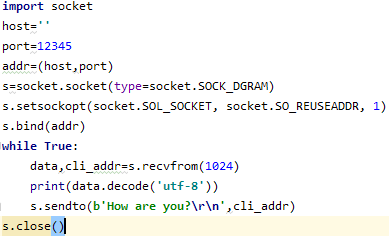 import socket
host=''
port=12345
addr=(host,port)
s=socket.socket(type=socket.SOCK_DGRAM)
s.setsockopt(socket.SOL_SOCKET, socket.SO_REUSEADDR, 1)
s.bind(addr)
while True:
    data,cli_addr=s.recvfrom(1024)
    print(data.decode('utf-8'))
    s.sendto(b'How are you?\r\n',cli_addr)
s.close()